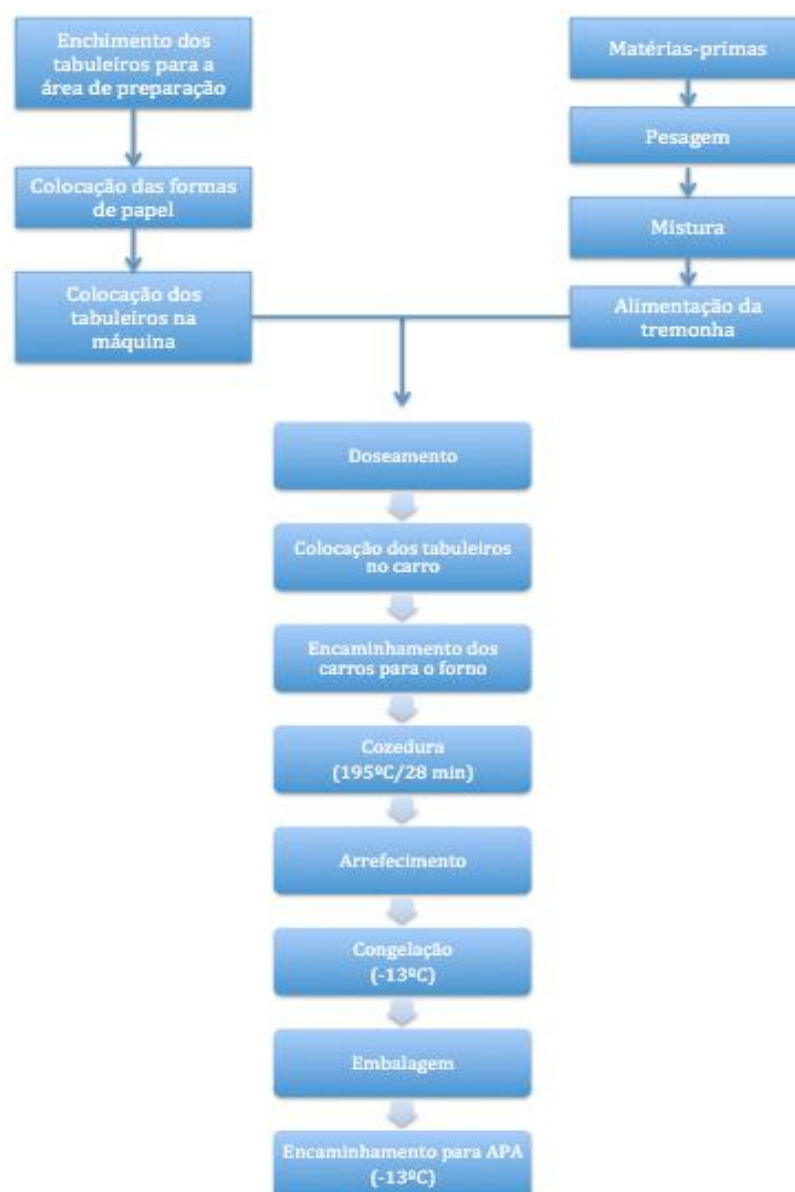 Enchimento dos
tabuleiros para a
área de preparação
Colocação das formas
de papel
Colocação dos
tabuleiros na
máquina
Matérias-primas
Pesagem
Mistura
Alimentação da
tremonha
Doseamento
Colocação dos tabuleiros
no carro
Encaminhamento dos
carros para o forno
Cozedura
(195ºC/28 min)
Arrefecimento
Congelação
(-13ºC)
Embalagem
Encaminhamento para APA
(-13ºC)